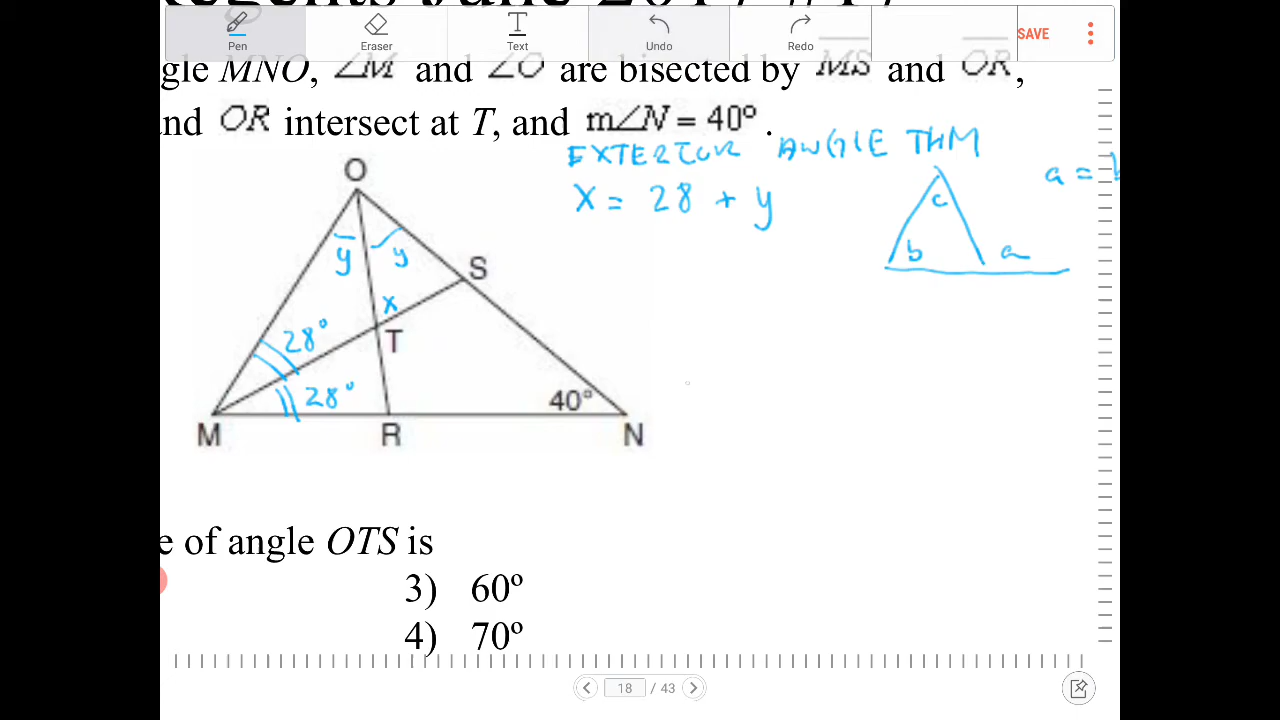 Pen Eraser Text Undo Redo SAVE
gle MNO, ∠M and ∠O are bisected by MS and OR,
nd OR intersect at T, and m∠N = 40º .
EXTERIOR ANGLE THM
x = 28 + y
a =
c
b a
O
y y
S
x
T
28°
28°
40°
M R N
e of angle OTS is
3) 60º
4) 70º
18 / 43